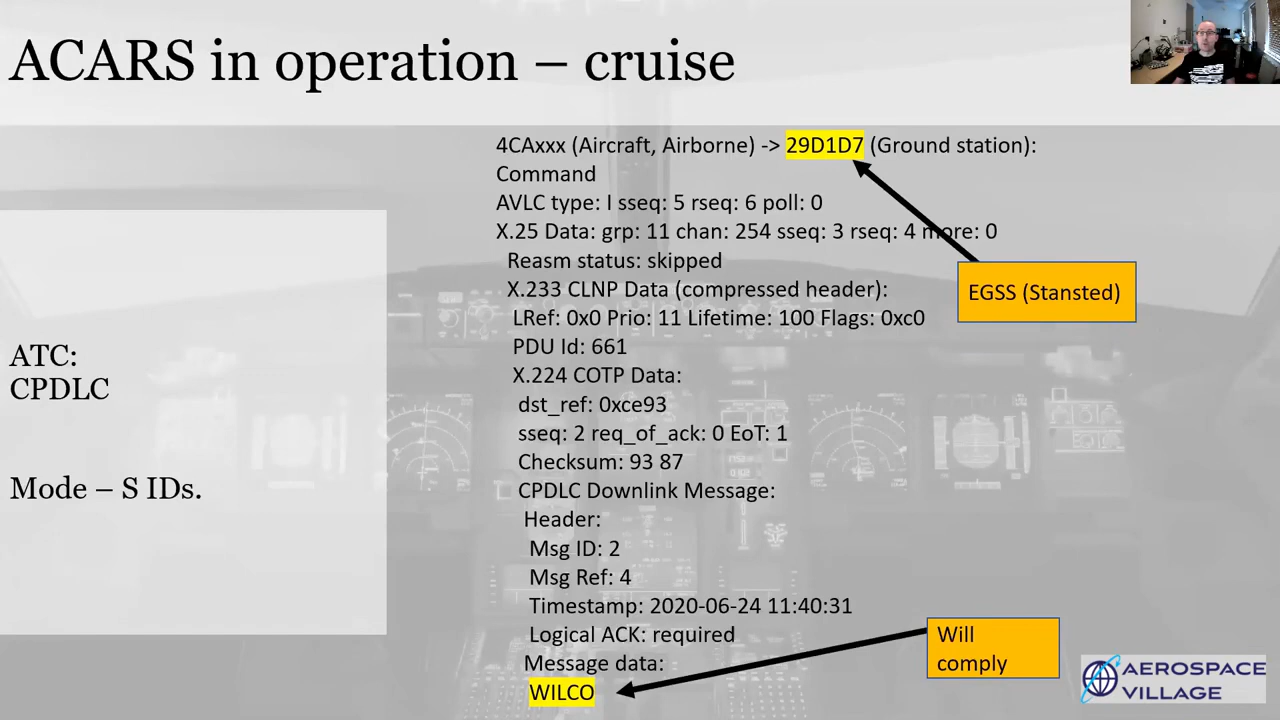 ACARS in operation – cruise
4CAxxx (Aircraft, Airborne) -> 29D1D7 (Ground station):
Command
AVLC type: I sseq: 5 rseq: 6 poll: 0
X.25 Data: grp: 11 chan: 254 sseq: 3 rseq: 4 more: 0
Reasm status: skipped
X.233 CLNP Data (compressed header):
LRef: 0x0 Prio: 11 Lifetime: 100 Flags: 0xc0
PDU Id: 661
X.224 COTP Data:
dst_ref: 0xce93
sseq: 2 req_of_ack: 0 EoT: 1
Checksum: 93 87
CPDLC Downlink Message:
Header:
Msg ID: 2
Msg Ref: 4
Timestamp: 2020-06-24 11:40:31
Logical ACK: required
Message data:
WILCO
EGSS (Stansted)
Will
comply
ATC:
CPDLC
Mode – S IDs.
AEROSPACE
VILLAGE